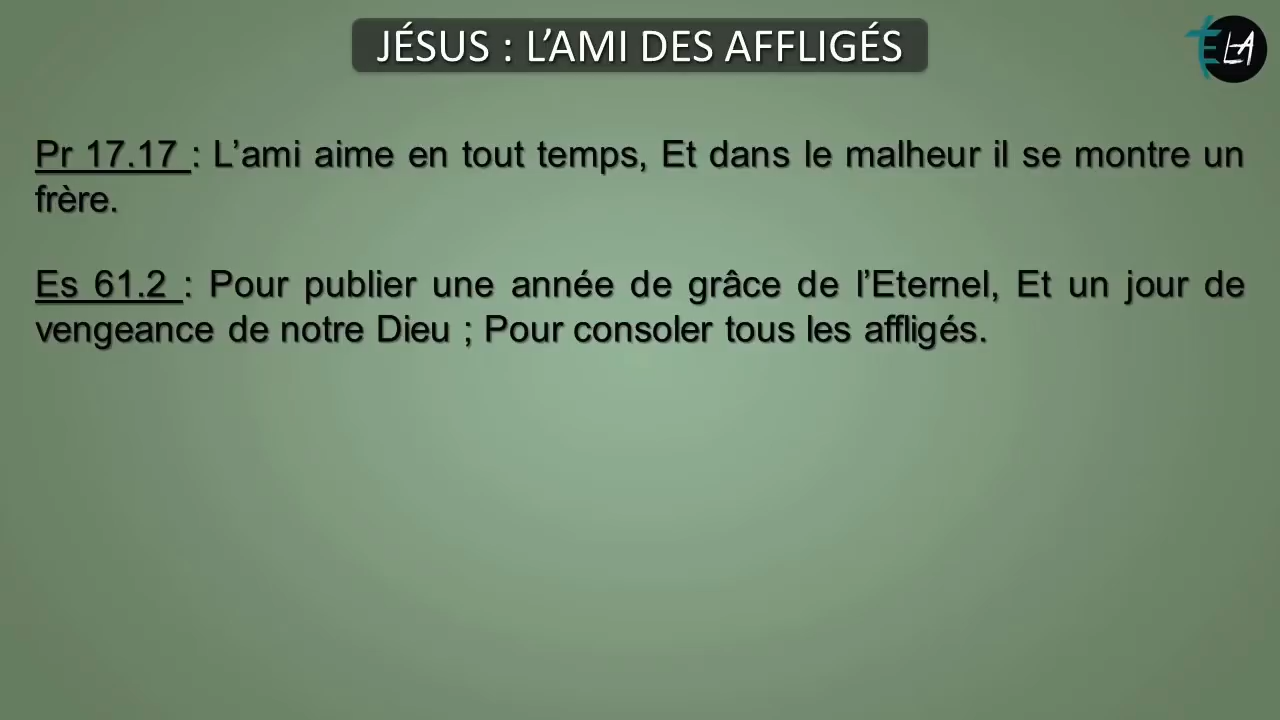 JÉSUS : L’AMI DES AFFLIGÉS
ELA
Pr 17.17 : L’ami aime en tout temps, Et dans le malheur il se montre un
frère.
Es 61.2 : Pour publier une année de grâce de l’Eternel, Et un jour de
vengeance de notre Dieu ; Pour consoler tous les affligés.